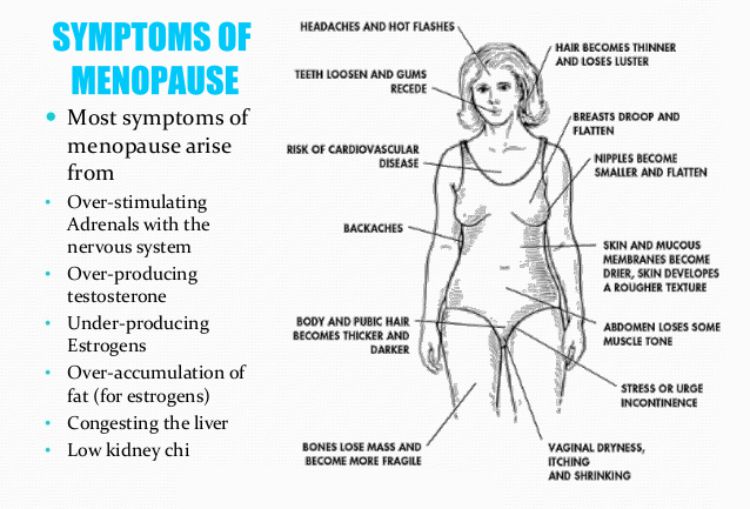 SYMPTOMS OF
MENOPAUSE
• Most symptoms of
menopause arise
from
• Over-stimulating
Adrenals with the
nervous system
• Over-producing
testosterone
• Under-producing
Estrogens
• Over-accumulation of
fat (for estrogens)
• Congesting the liver
• Low kidney chi
HEADACHES AND HOT FLASHES
TEETH LOOSEN AND GUMS
RECEDE
RISK OF CARDIOVASCULAR
DISEASE
BACKACHES
BODY AND PUBIC HAIR
BECOMES THICKER AND
DARKER
BONES LOSE MASS AND
BECOME MORE FRAGILE
HAIR BECOMES THINNER
AND LOSES LUSTER
BREASTS DROOP AND
FLATTEN
NIPPLES BECOME
SMALLER AND FLATTEN
SKIN AND MUCOUS
MEMBRANES BECOME
DRIER, SKIN DEVELOPES
A ROUGHER TEXTURE
ABDOMEN LOSES SOME
MUSCLE TONE
STRESS OR URGE
INCONTINENCE
VAGINAL DRYNESS,
ITCHING
AND SHRINKING